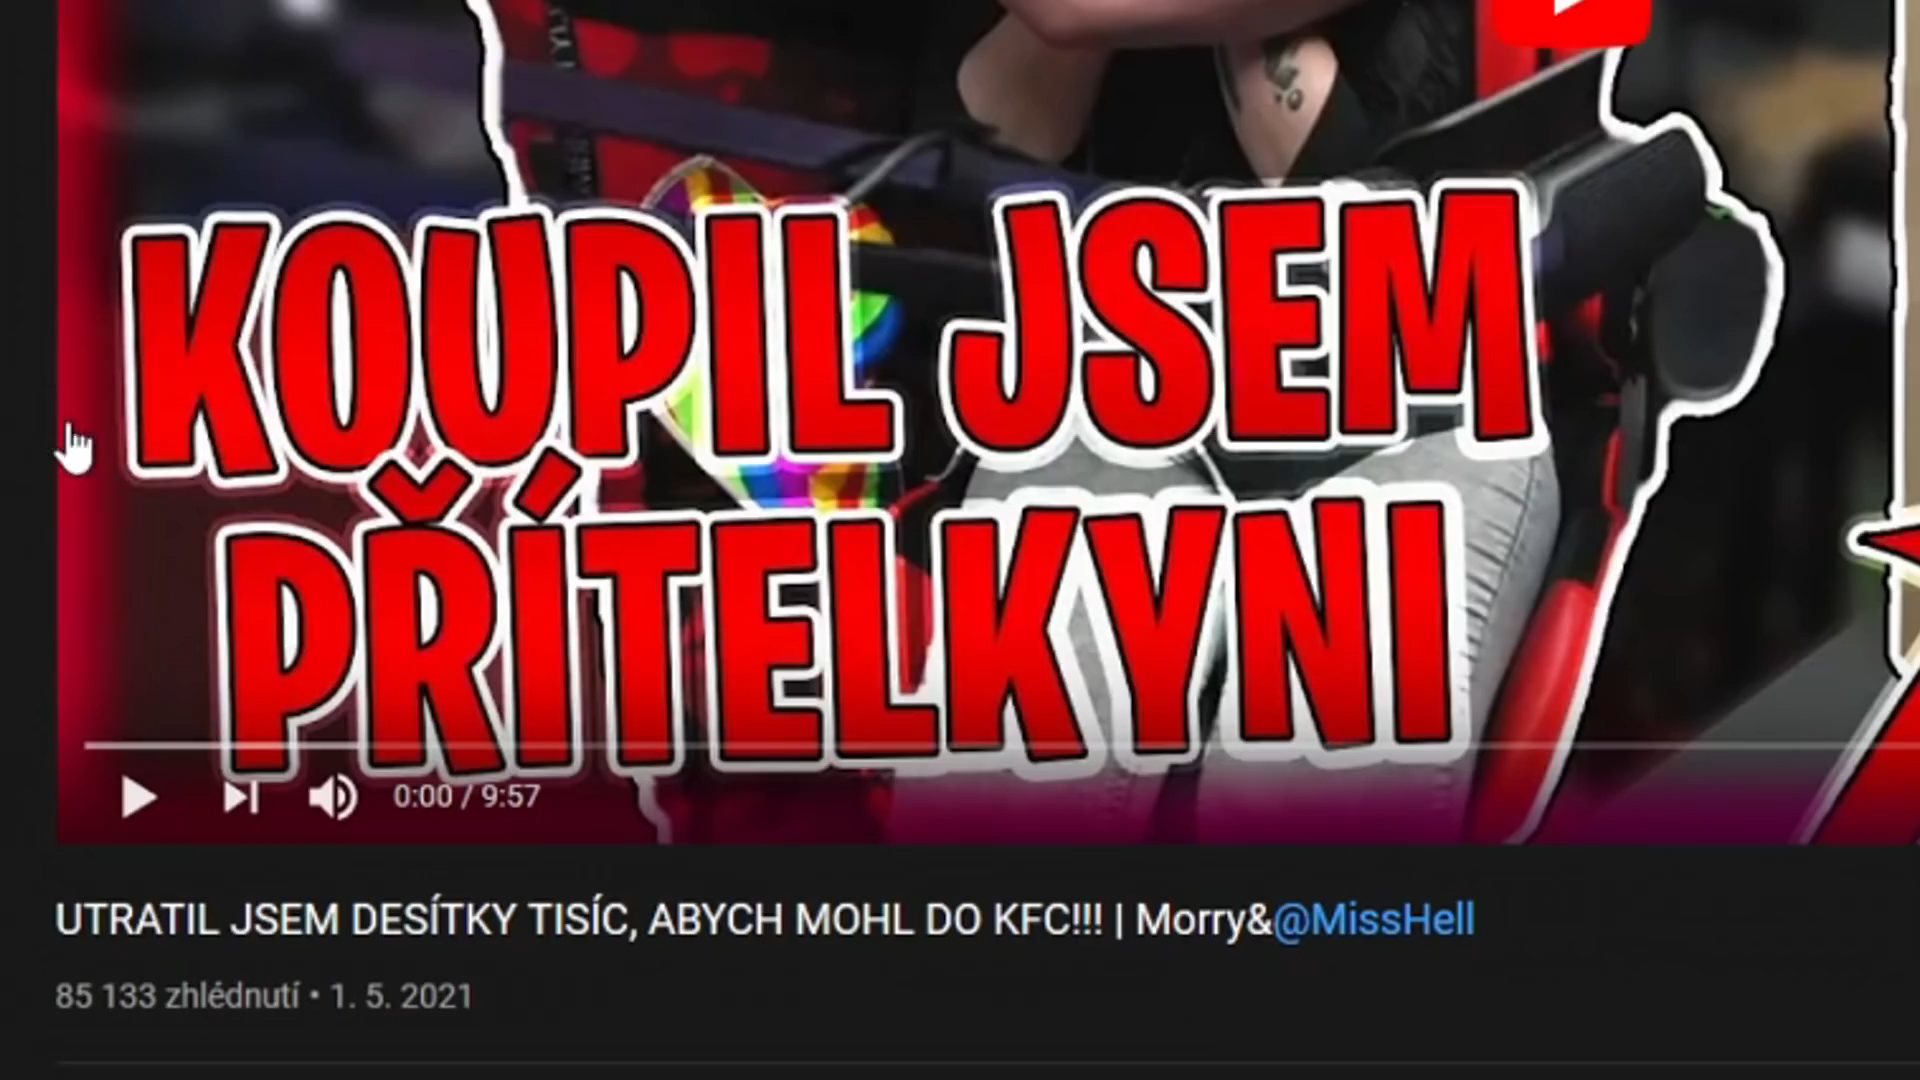 KOUPIL JSEM
PŘÍTELKYNI
0:00 / 9:57
UTRATIL JSEM DESÍTKY TISÍC, ABYCH MOHL DO KFC!!! | Morry&@MissHell
85 133 zhlédnutí • 1. 5. 2021